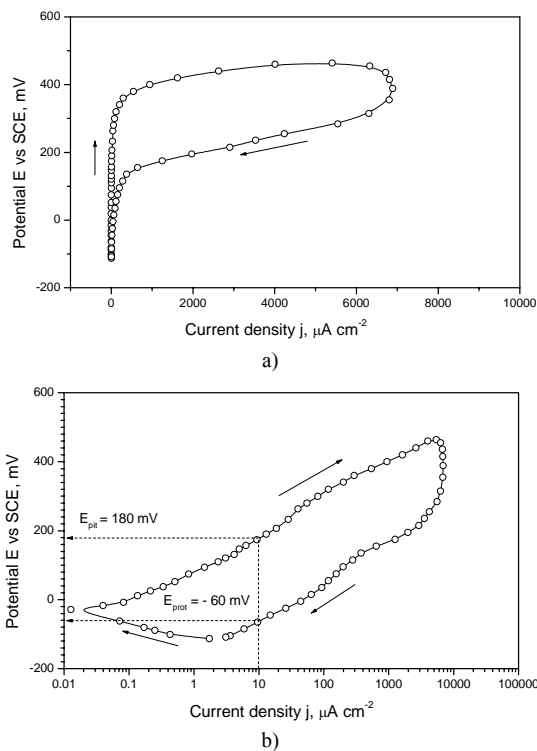 a)
600
400
200
0
-200
Potential E vs SCE, mV
0 2000 4000 6000 8000 10000
Current density j, μA cm-2
a)
600
400
200
0
-200
Potential E vs SCE, mV
E pit = 180 mV
E prot = - 60 mV
0.01 0.1 1 10 100 1000 10000 100000
Current density j, μA cm-2
b)